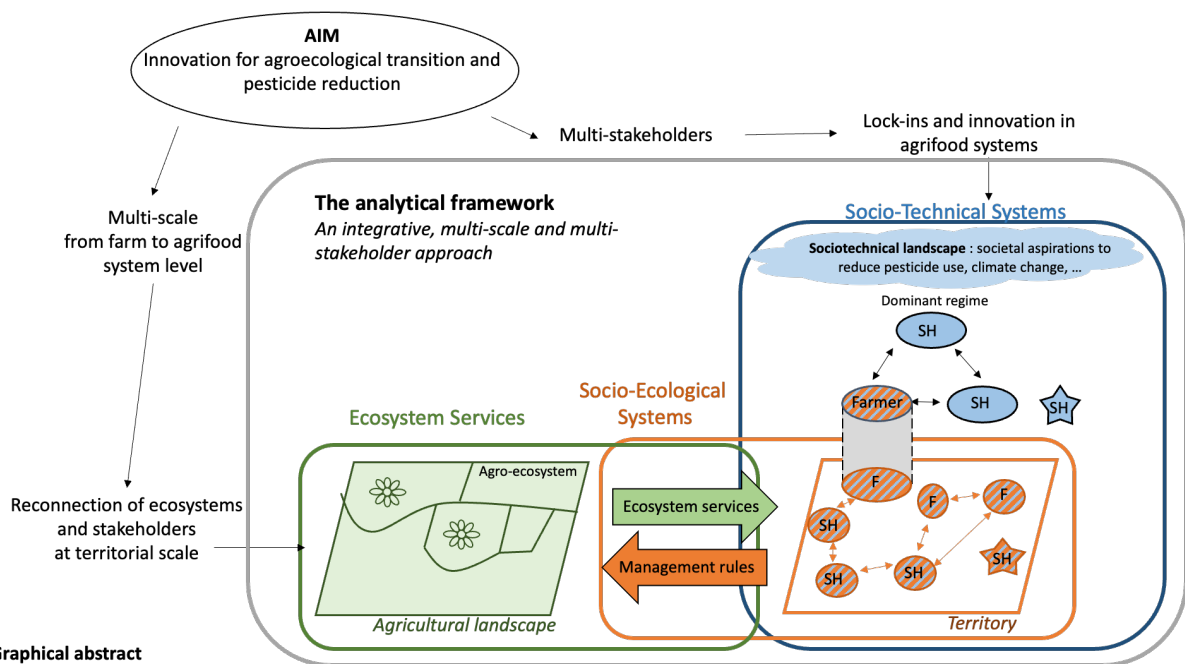 AIM
Innovation for agroecological transition and
pesticide reduction
Multi-stakeholders
Lock-ins and innovation in
agrifood systems
Multi-scale
from farm to agrifood
system level
The analytical framework
An integrative, multi-scale and multi-
stakeholder approach
Socio-Technical Systems
Sociotechnical landscape : societal aspirations to
reduce pesticide use, climate change, ...
Dominant regime
SH
Farmer
SH
SH
Socio-Ecological
Systems
Ecosystem Services
Agro-ecosystem
Reconnection of ecosystems
and stakeholders
at territorial scale
Ecosystem services
Management rules
F
F
F
SH
SH
SH
SH
Agricultural landscape
Territory
Graphical abstract